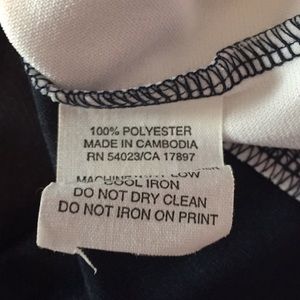 100% POLYESTER
MADE IN CAMBODIA
RN 54023/CA 17897
LOW
COOL IRON
DO NOT DRY CLEAN
DO NOT IRON ON PRINT